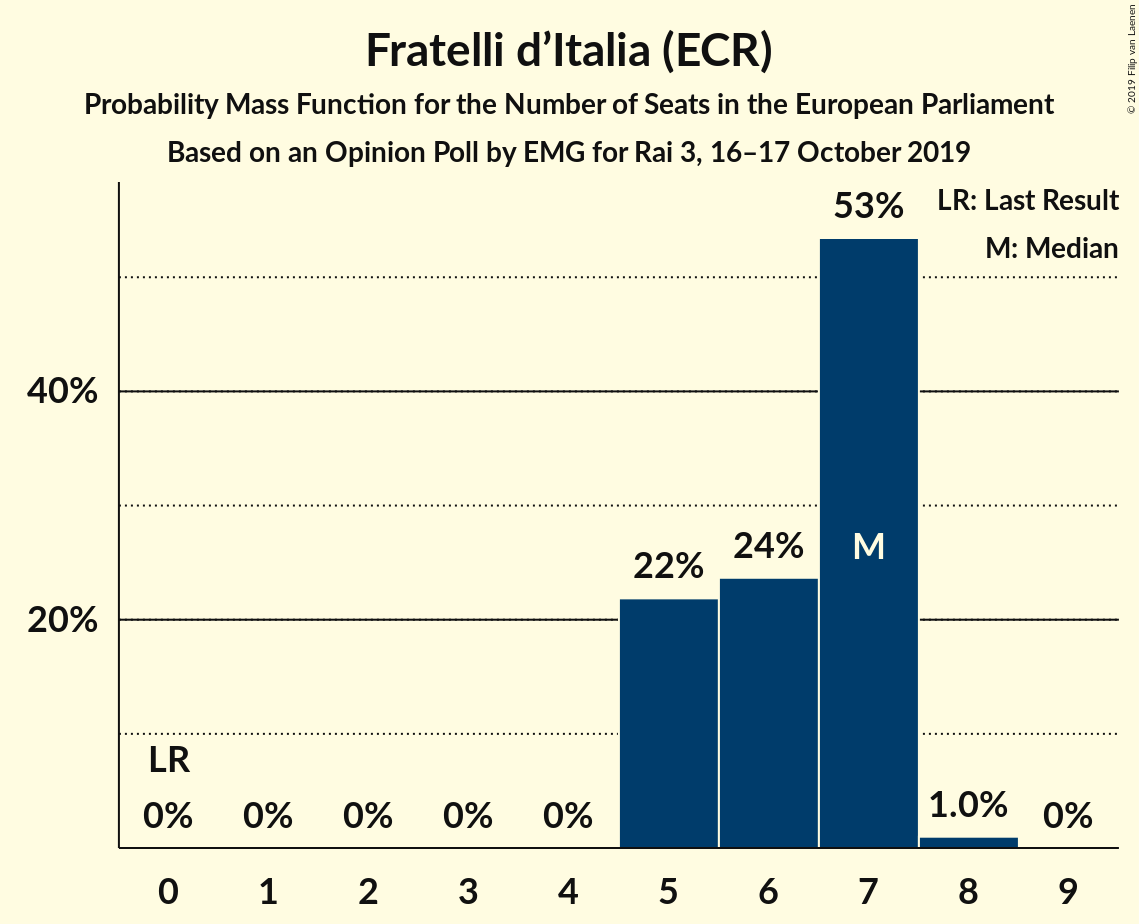 Fratelli d’Italia (ECR)
Probability Mass Function for the Number of Seats in the European Parliament
Based on an Opinion Poll by EMG for Rai 3, 16–17 October 2019
© 2019 Filip van Laenen
LR: Last Result
M: Median
53%
40%
24%
22%
M
20%
LR
0% 0% 0% 0% 0% 1.0% 0%
0 1 2 3 4 5 6 7 8 9